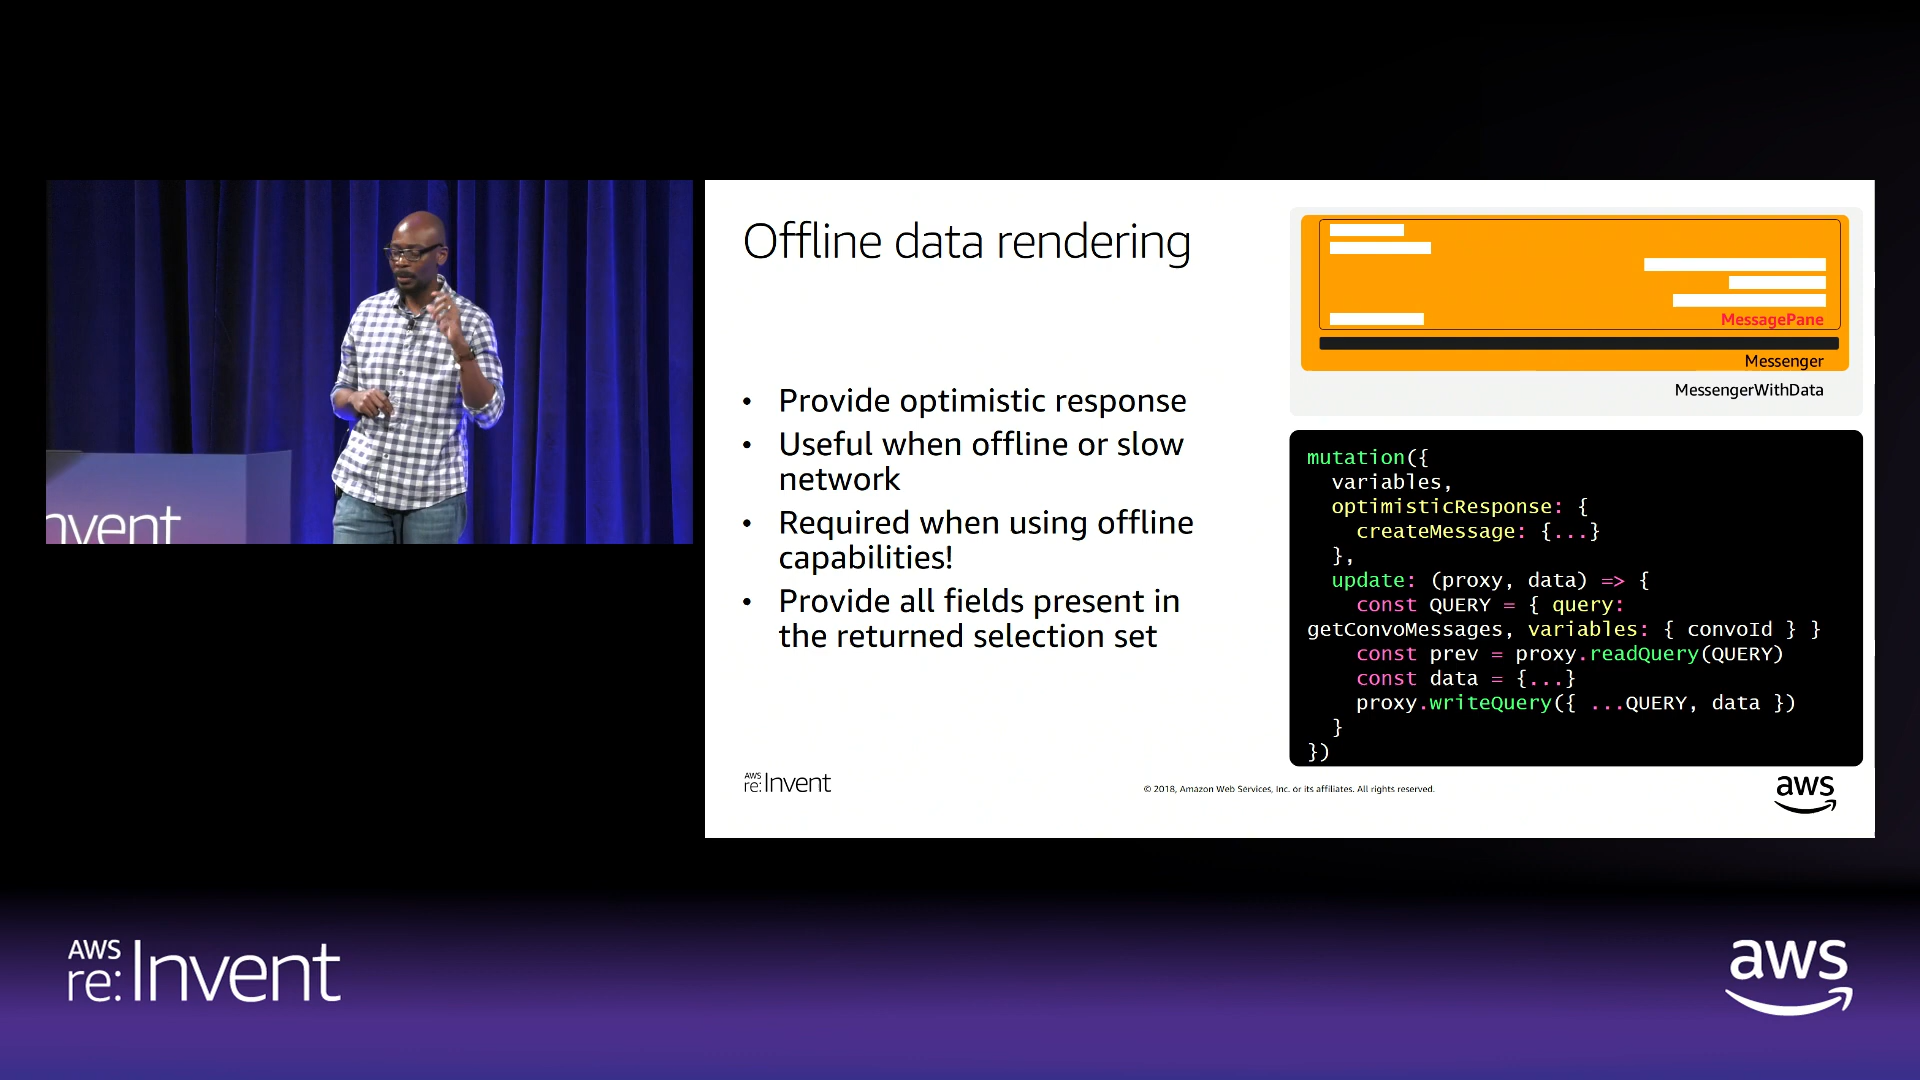 nvent
Offline data rendering
• Provide optimistic response
• Useful when offline or slow
network
• Required when using offline
capabilities!
• Provide all fields present in
the returned selection set
MessagePane
Messenger
MessengerWithData
mutation({
  variables,
  optimisticResponse: {
    createMessage: {...}
  },
  update: (proxy, data) => {
    const QUERY = { query:
getConvoMessages, variables: { convoId } }
    const prev = proxy.readQuery(QUERY)
    const data = {...}
    proxy.writeQuery({ ...QUERY, data })
  }
})
AWS
re:Invent
© 2018, Amazon Web Services, Inc. or its affiliates. All rights reserved.
aws
AWS
re:Invent
aws